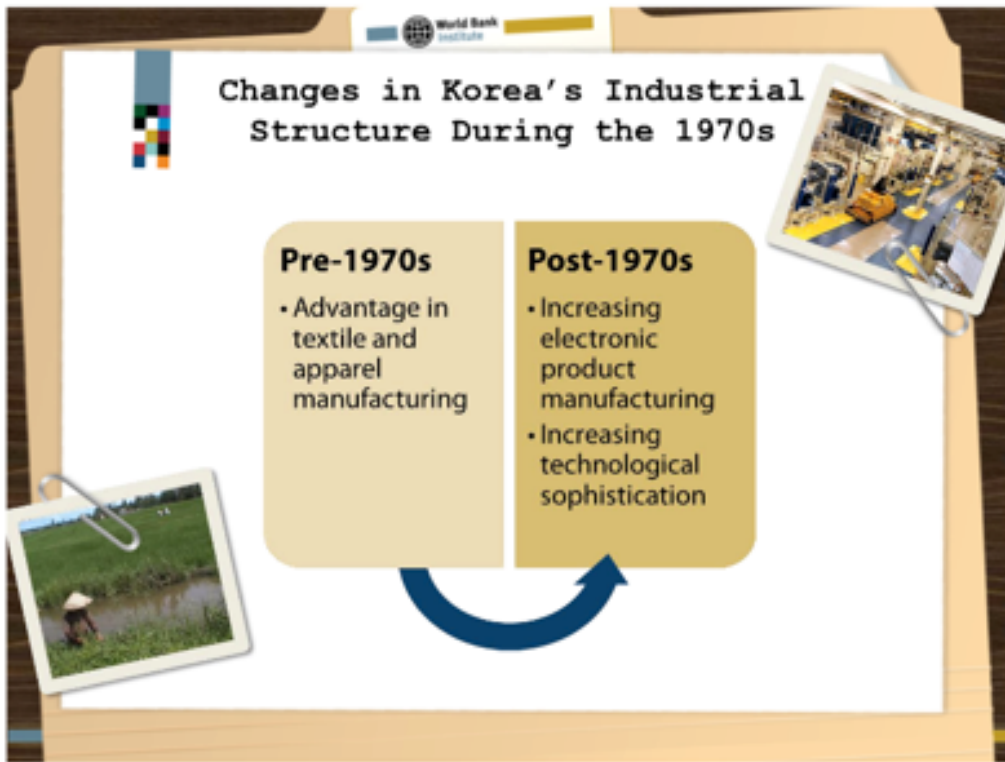 World Bank
Institute
Changes in Korea's Industrial
Structure During the 1970s
Pre-1970s
• Advantage in
textile and
apparel
manufacturing
Post-1970s
• Increasing
electronic
product
manufacturing
• Increasing
technological
sophistication